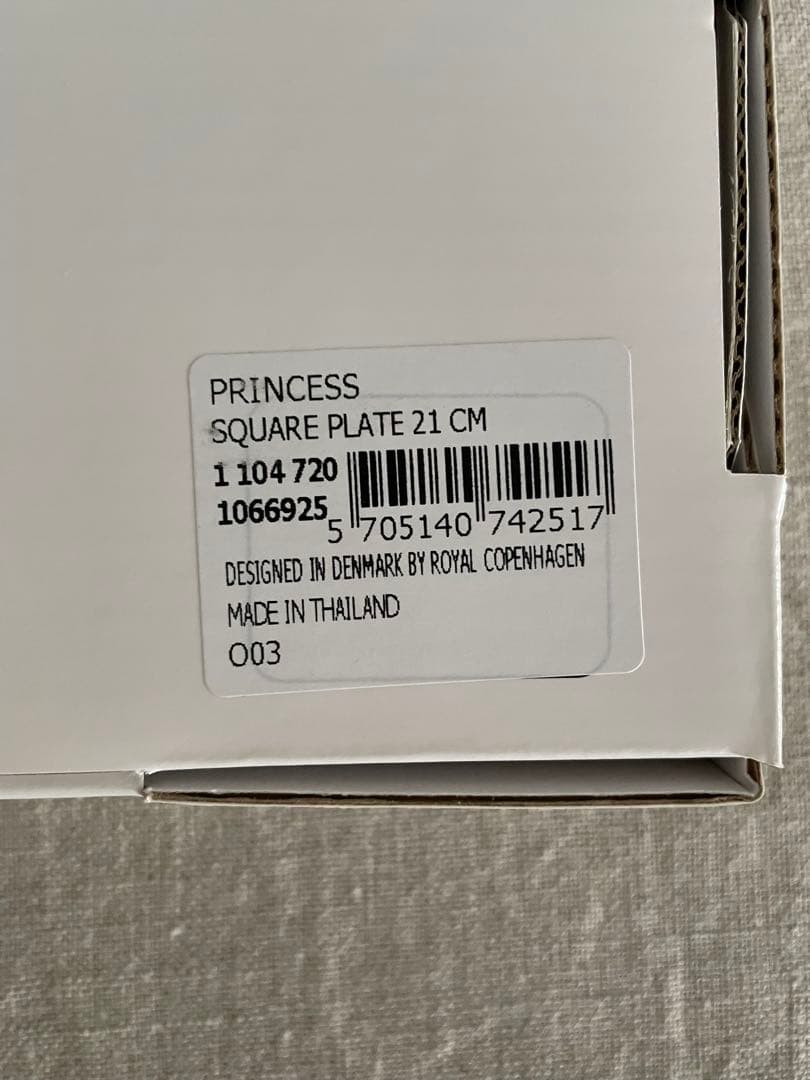 PRINCESS
SQUARE PLATE 21 CM
1 104 720
1066925
5 705140 742517
DESIGNED IN DENMARK BY ROYAL COPENHAGEN
MADE IN THAILAND
O03